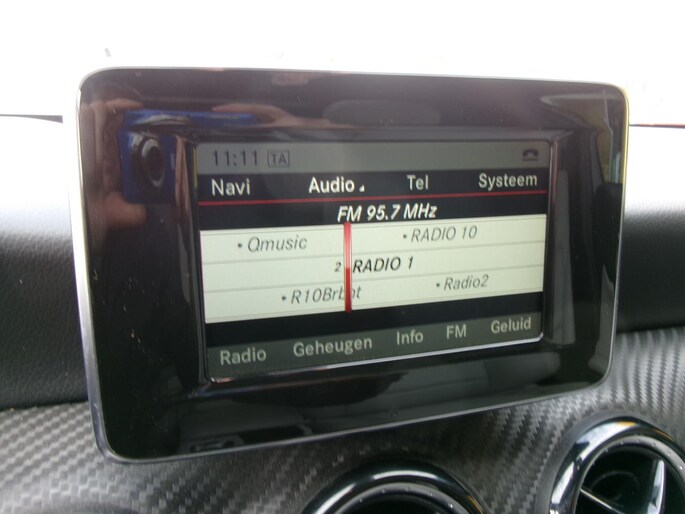 11:11 TA
Navi Audio Tel Systeem
FM 95.7 MHz
• Qmusic • RADIO 10
2 RADIO 1
• R10Brbnt • Radio2
Radio Geheugen Info FM Geluid